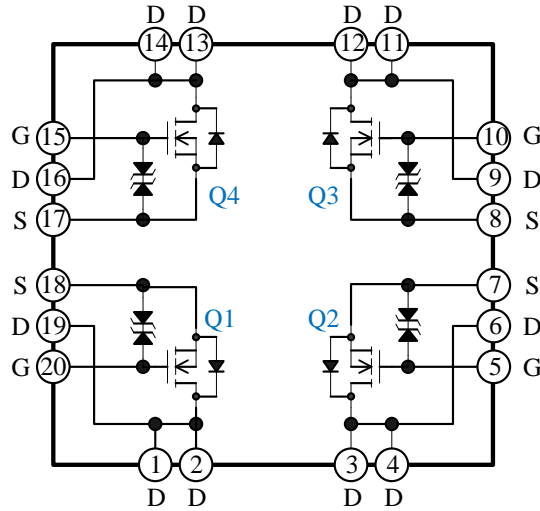 D D D D
14 13 12 11
G 15 10 G
D 16 9 D
Q4 Q3
S 17 8 S
S 18 7 S
Q1 Q2
D 19 6 D
G 20 5 G
1 2 3 4
D D D D